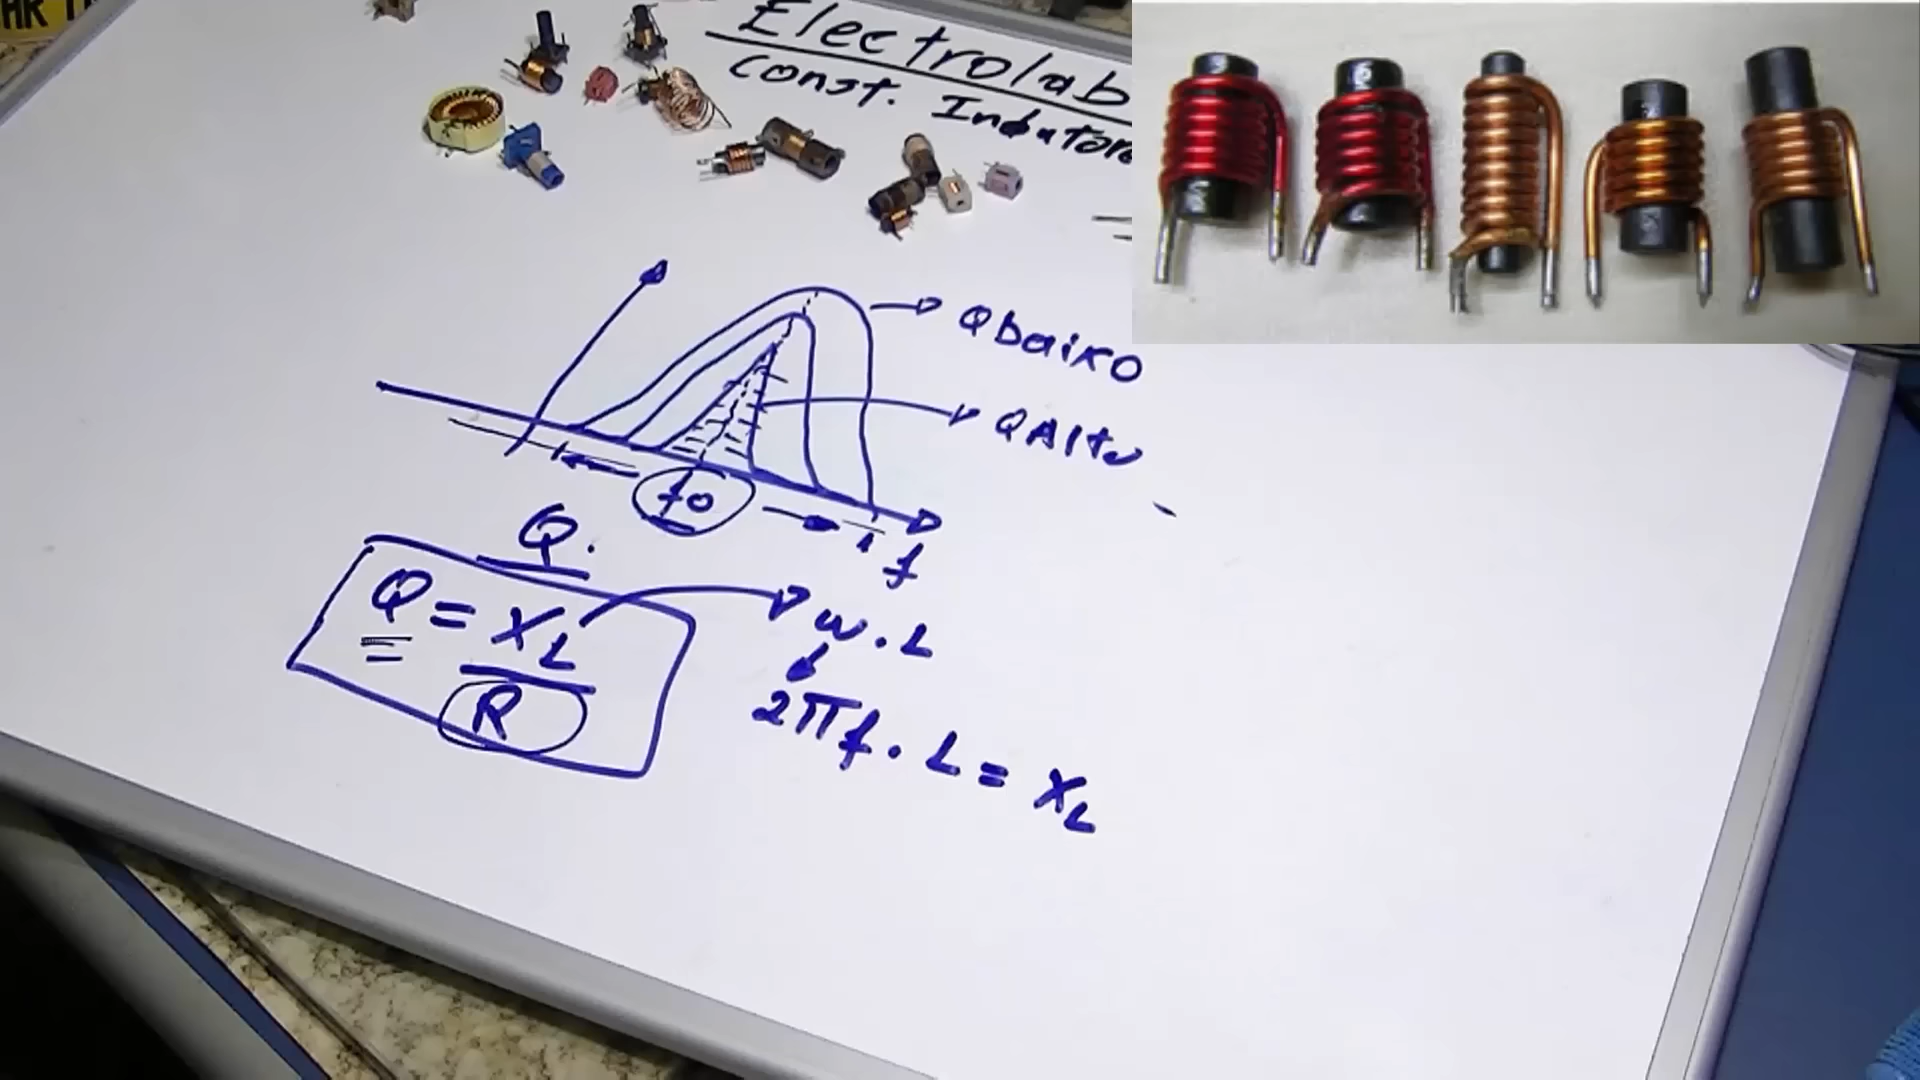 Electrolab
Const. Indutore
Qbaixo
QAlto
fo
f
Q.
Q = XL
R
w.L
2πf.L = XL